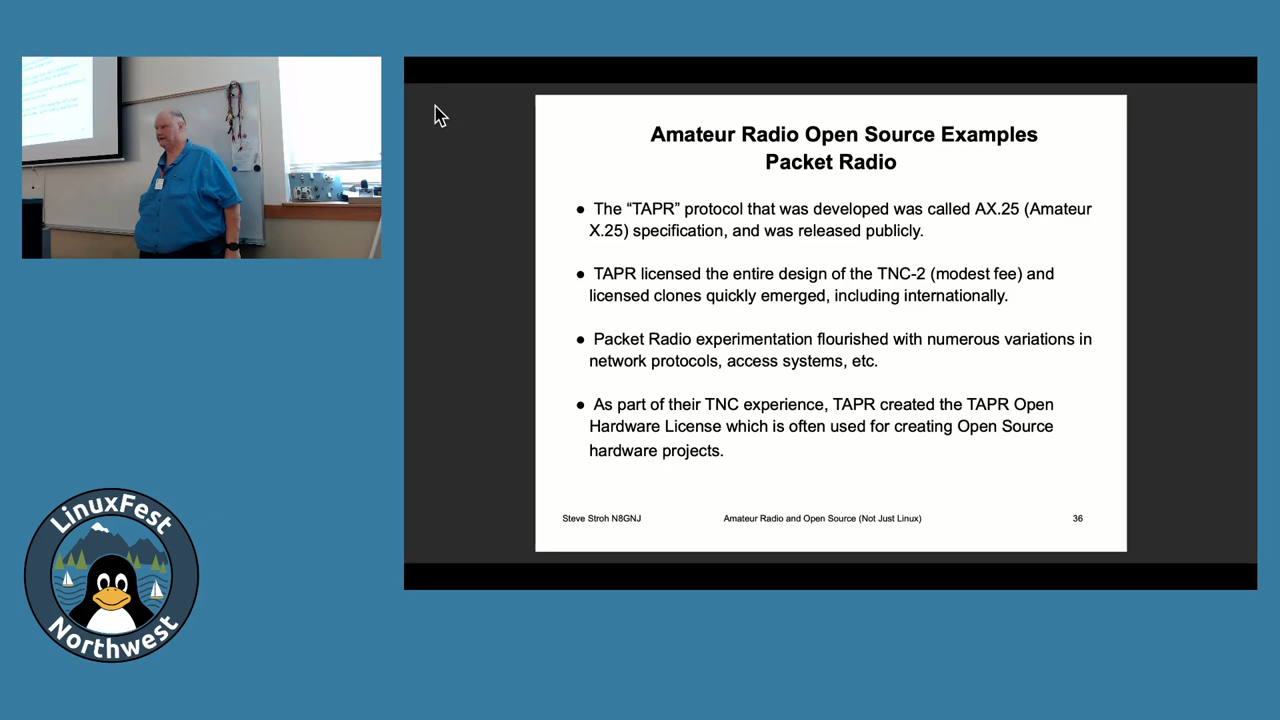 Amateur Radio Open Source Examples
Packet Radio
● The “TAPR” protocol that was developed was called AX.25 (Amateur
X.25) specification, and was released publicly.
● TAPR licensed the entire design of the TNC-2 (modest fee) and
licensed clones quickly emerged, including internationally.
● Packet Radio experimentation flourished with numerous variations in
network protocols, access systems, etc.
● As part of their TNC experience, TAPR created the TAPR Open
Hardware License which is often used for creating Open Source
hardware projects.
Steve Stroh N8GNJ
Amateur Radio and Open Source (Not Just Linux)
36
LinuxFest
Northwest